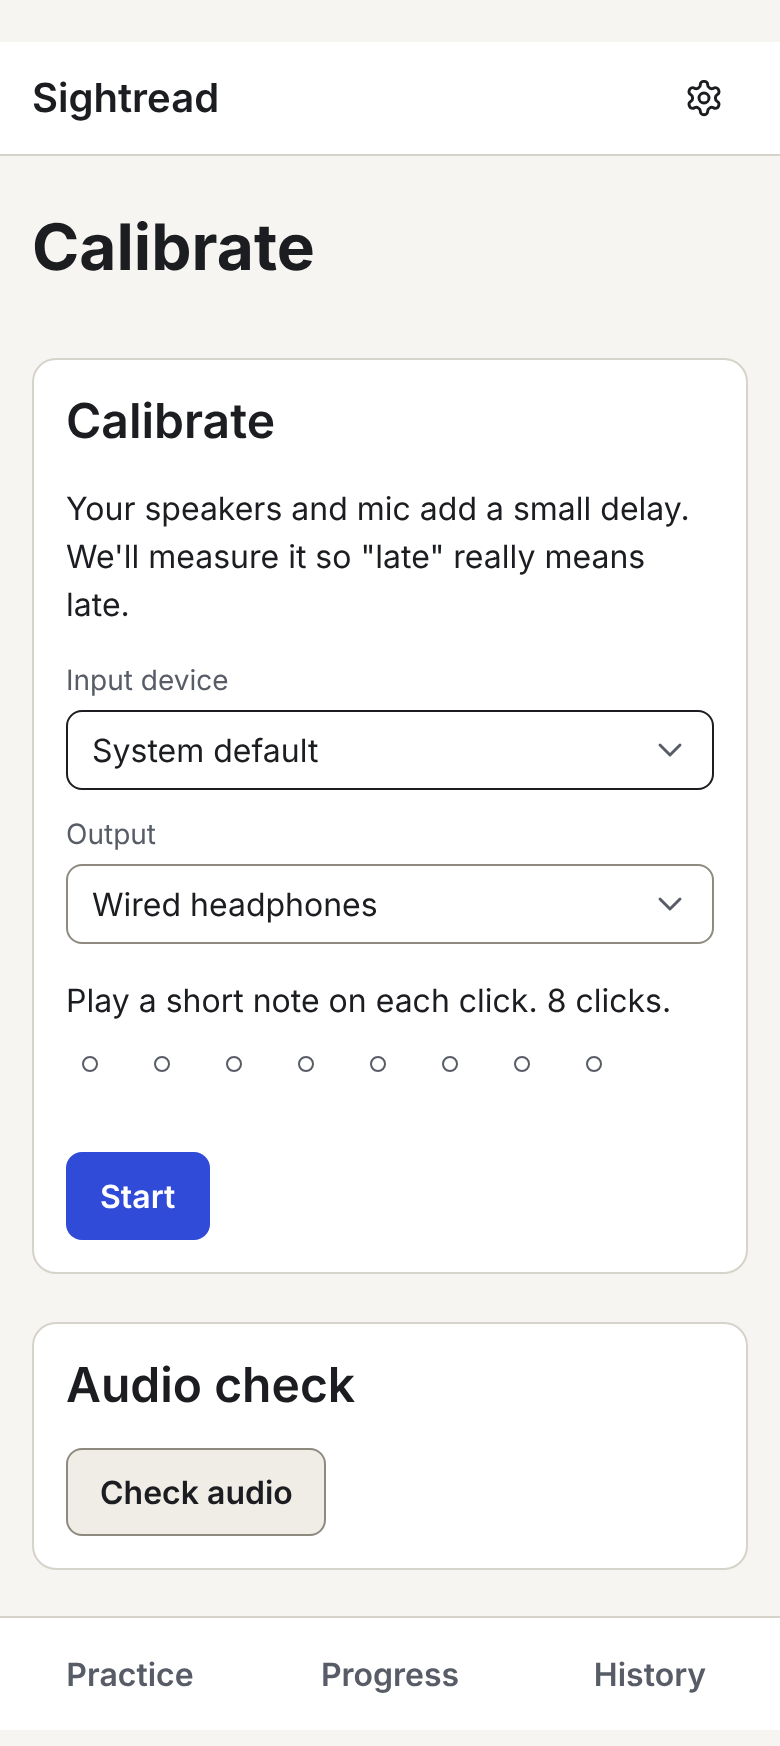 Sightread
Calibrate
Calibrate
Your speakers and mic add a small delay.
We'll measure it so "late" really means
late.
Input device
System default
Output
Wired headphones
Play a short note on each click. 8 clicks.
Start
Audio check
Check audio
Practice Progress History